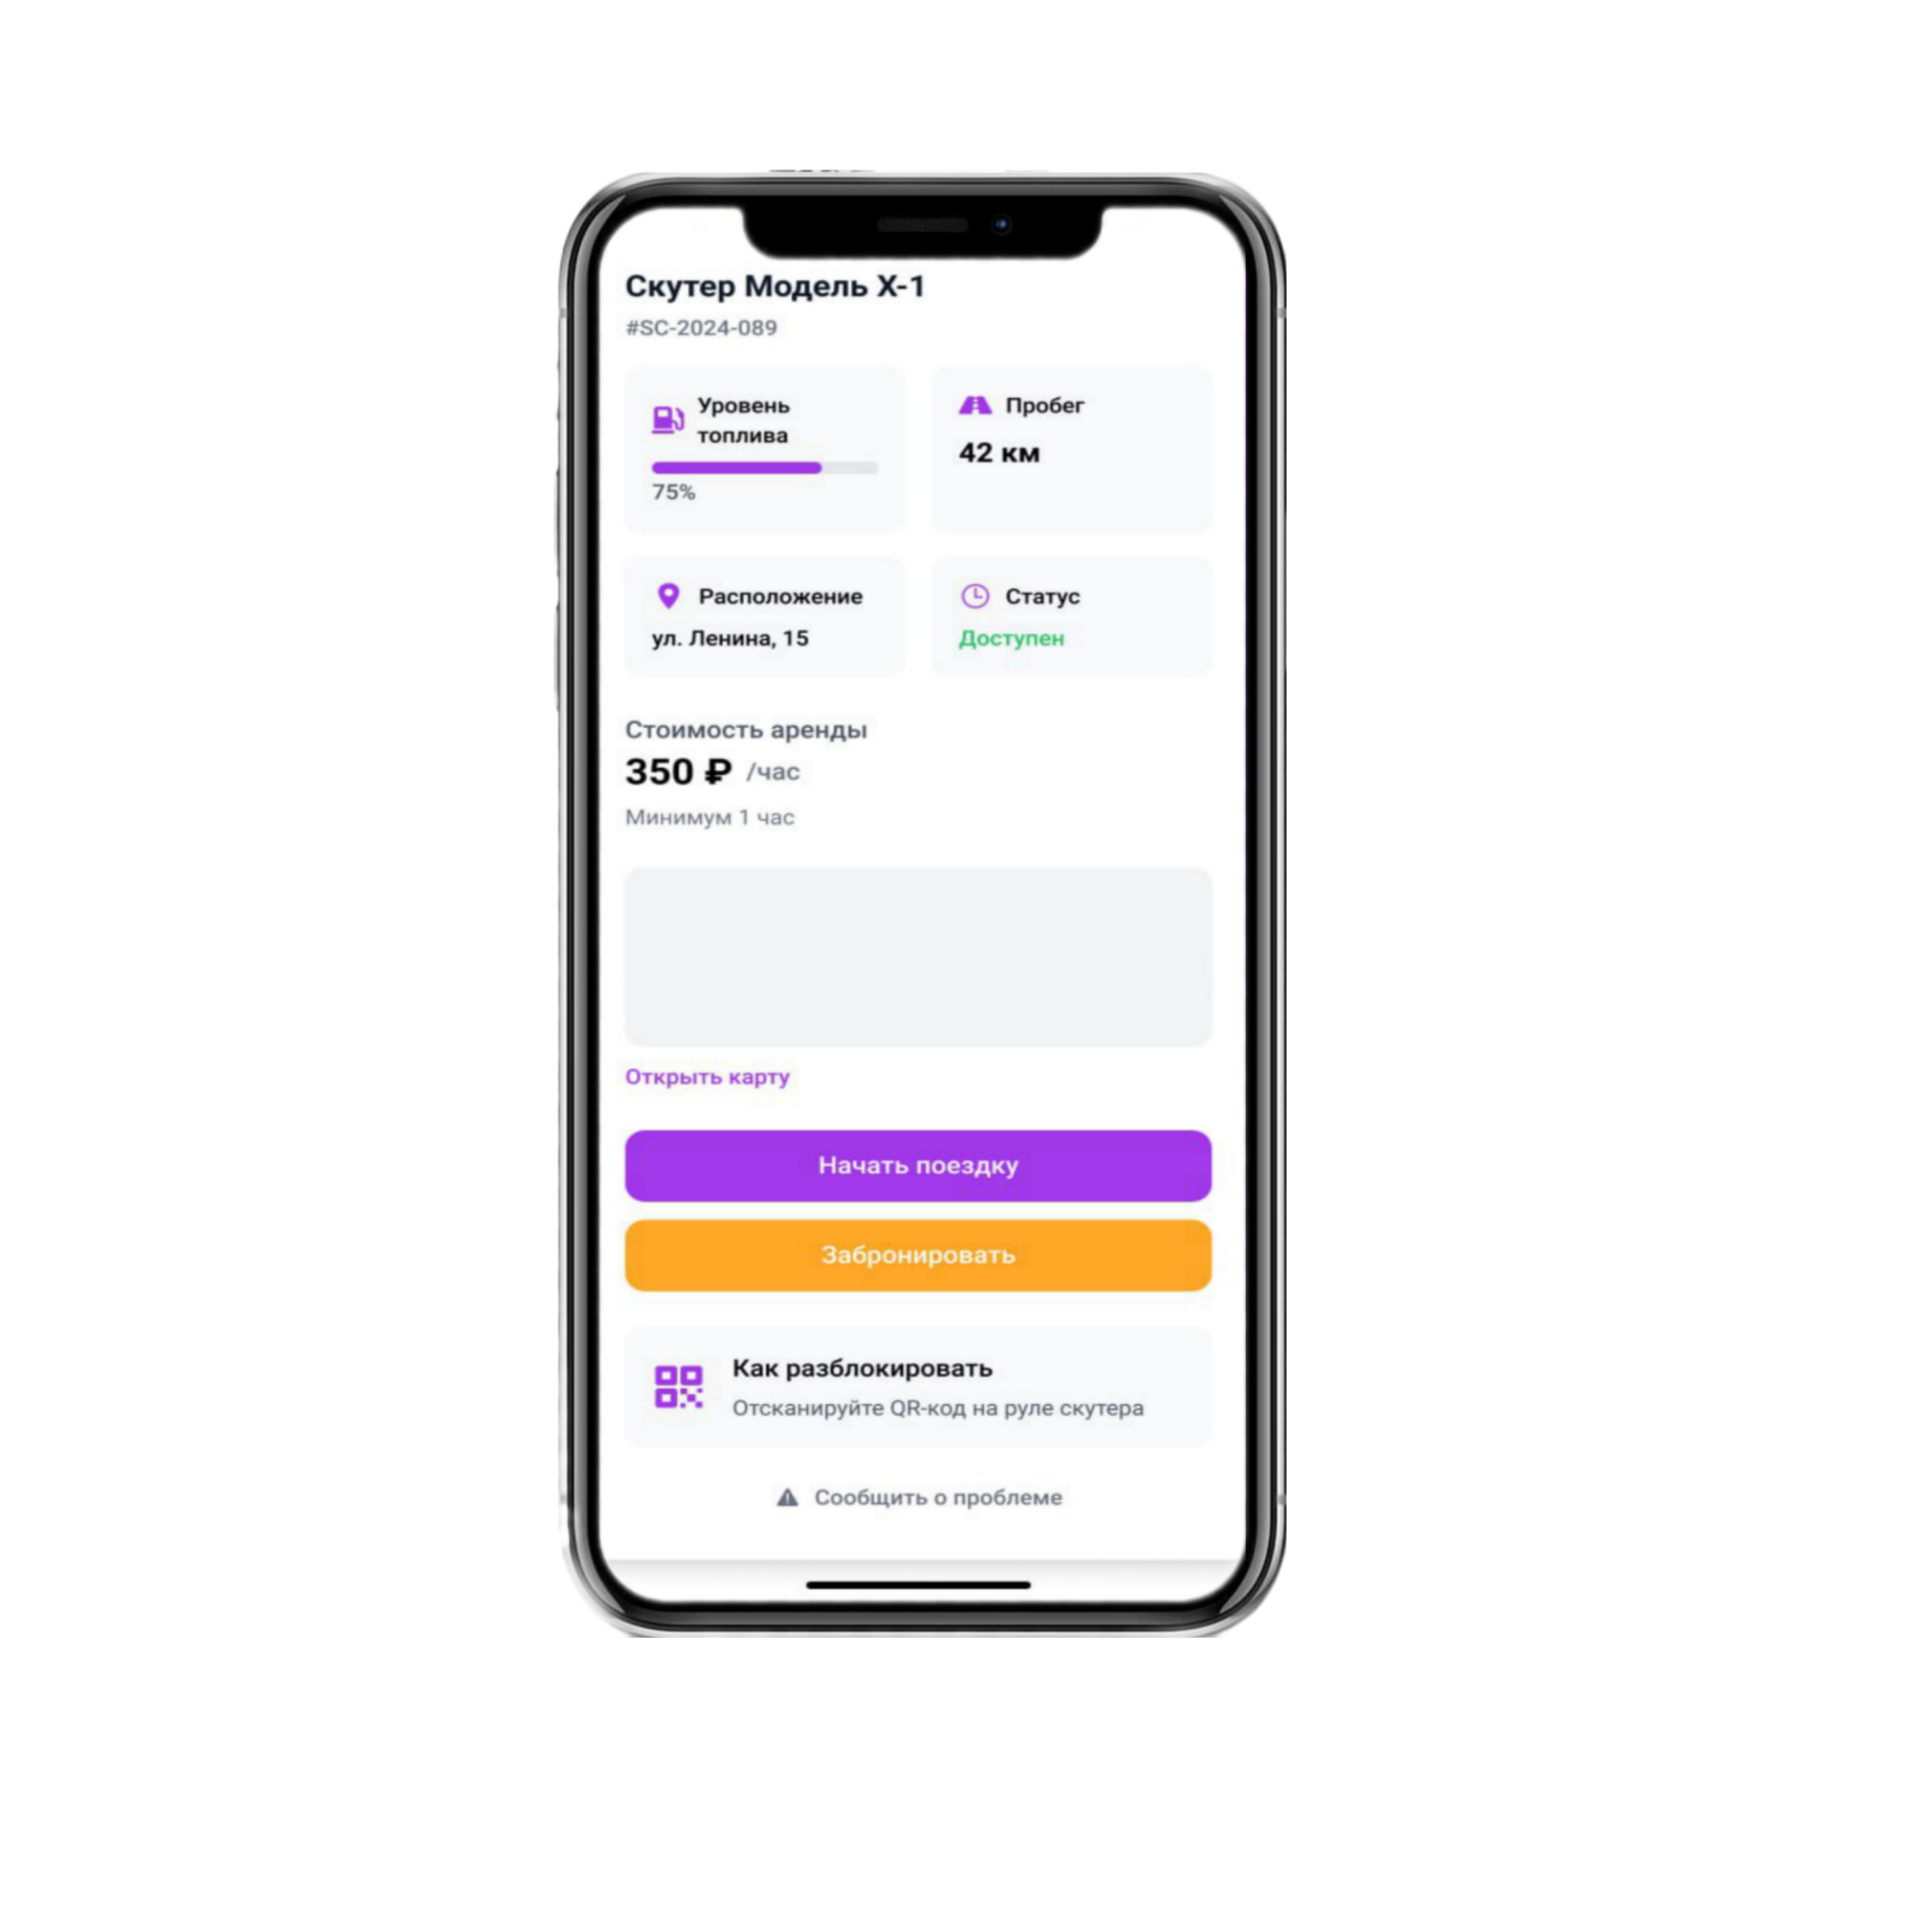 Скутер Модель X-1
#SC-2024-089
Уровень
топлива
75%
Пробег
42 км
Расположение
ул. Ленина, 15
Статус
Доступен
Стоимость аренды
350 ₽ /час
Минимум 1 час
Открыть карту
Начать поездку
Забронировать
Как разблокировать
Отсканируйте QR-код на руле скутера
Сообщить о проблеме